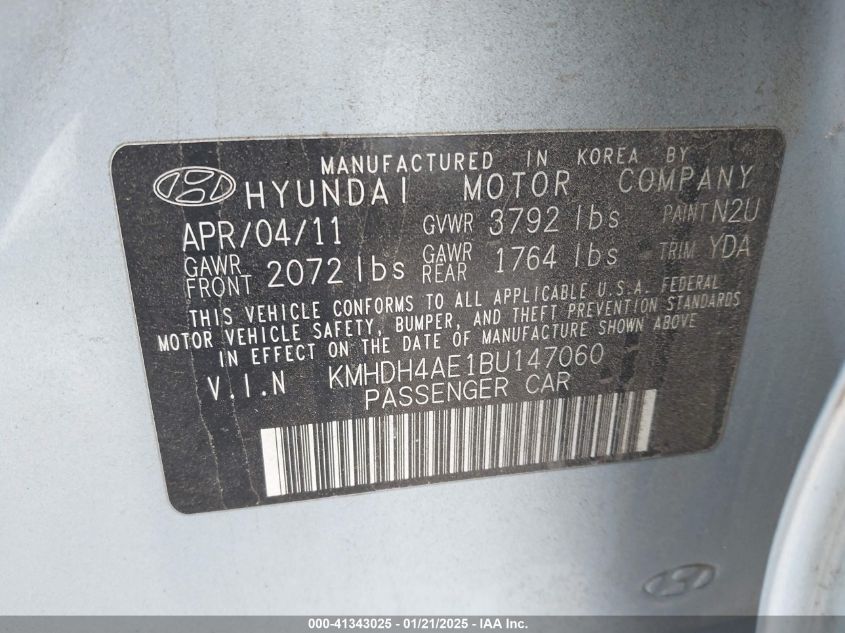 MANUFACTURED IN KOREA BY
HYUNDAI MOTOR COMPANY
APR/04/11 GVWR 3792 lbs PAINT N2U
GAWR FRONT 2072 lbs GAWR REAR 1764 lbs TRIM YDA
THIS VEHICLE CONFORMS TO ALL APPLICABLE U.S.A. FEDERAL
MOTOR VEHICLE SAFETY, BUMPER, AND THEFT PREVENTION STANDARDS
IN EFFECT ON THE DATE OF MANUFACTURE SHOWN ABOVE
V.I.N KMHDH4AE1BU147060
PASSENGER CAR
000-41343025 - 01/21/2025 - IAA Inc.